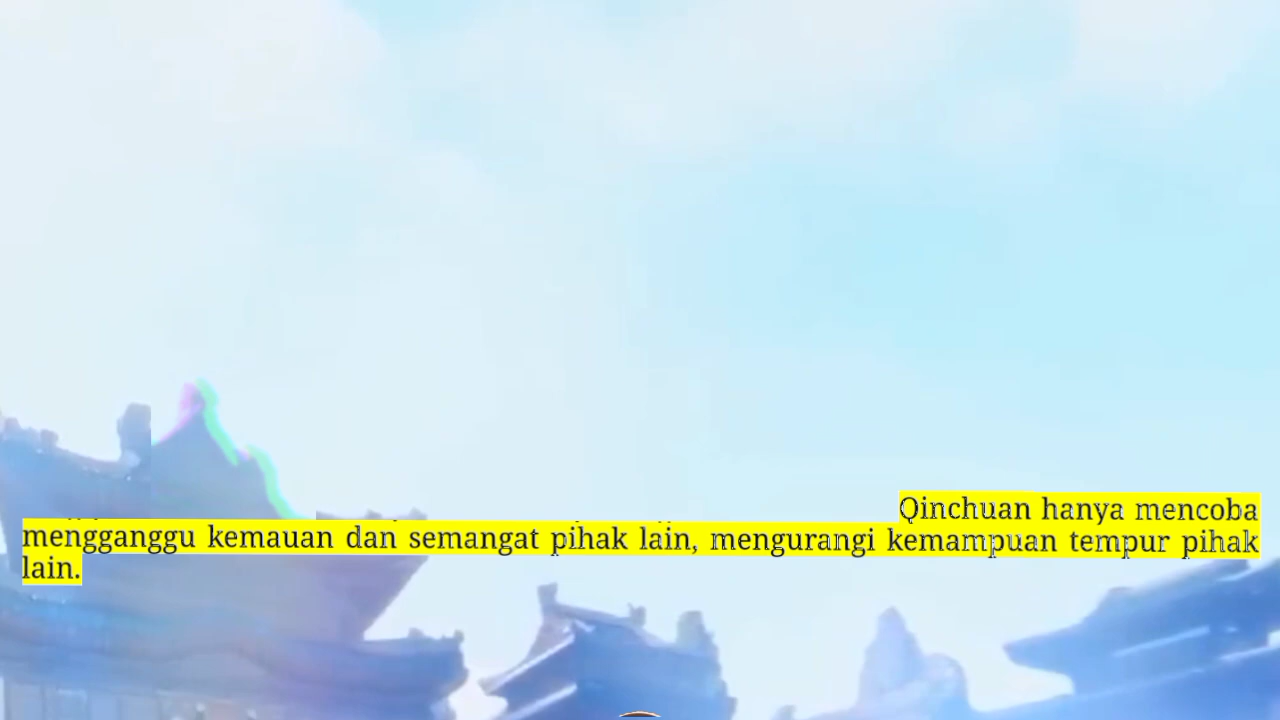 Qinchuan hanya mencoba
mengganggu kemauan dan semangat pihak lain, mengurangi kemampuan tempur pihak
lain.